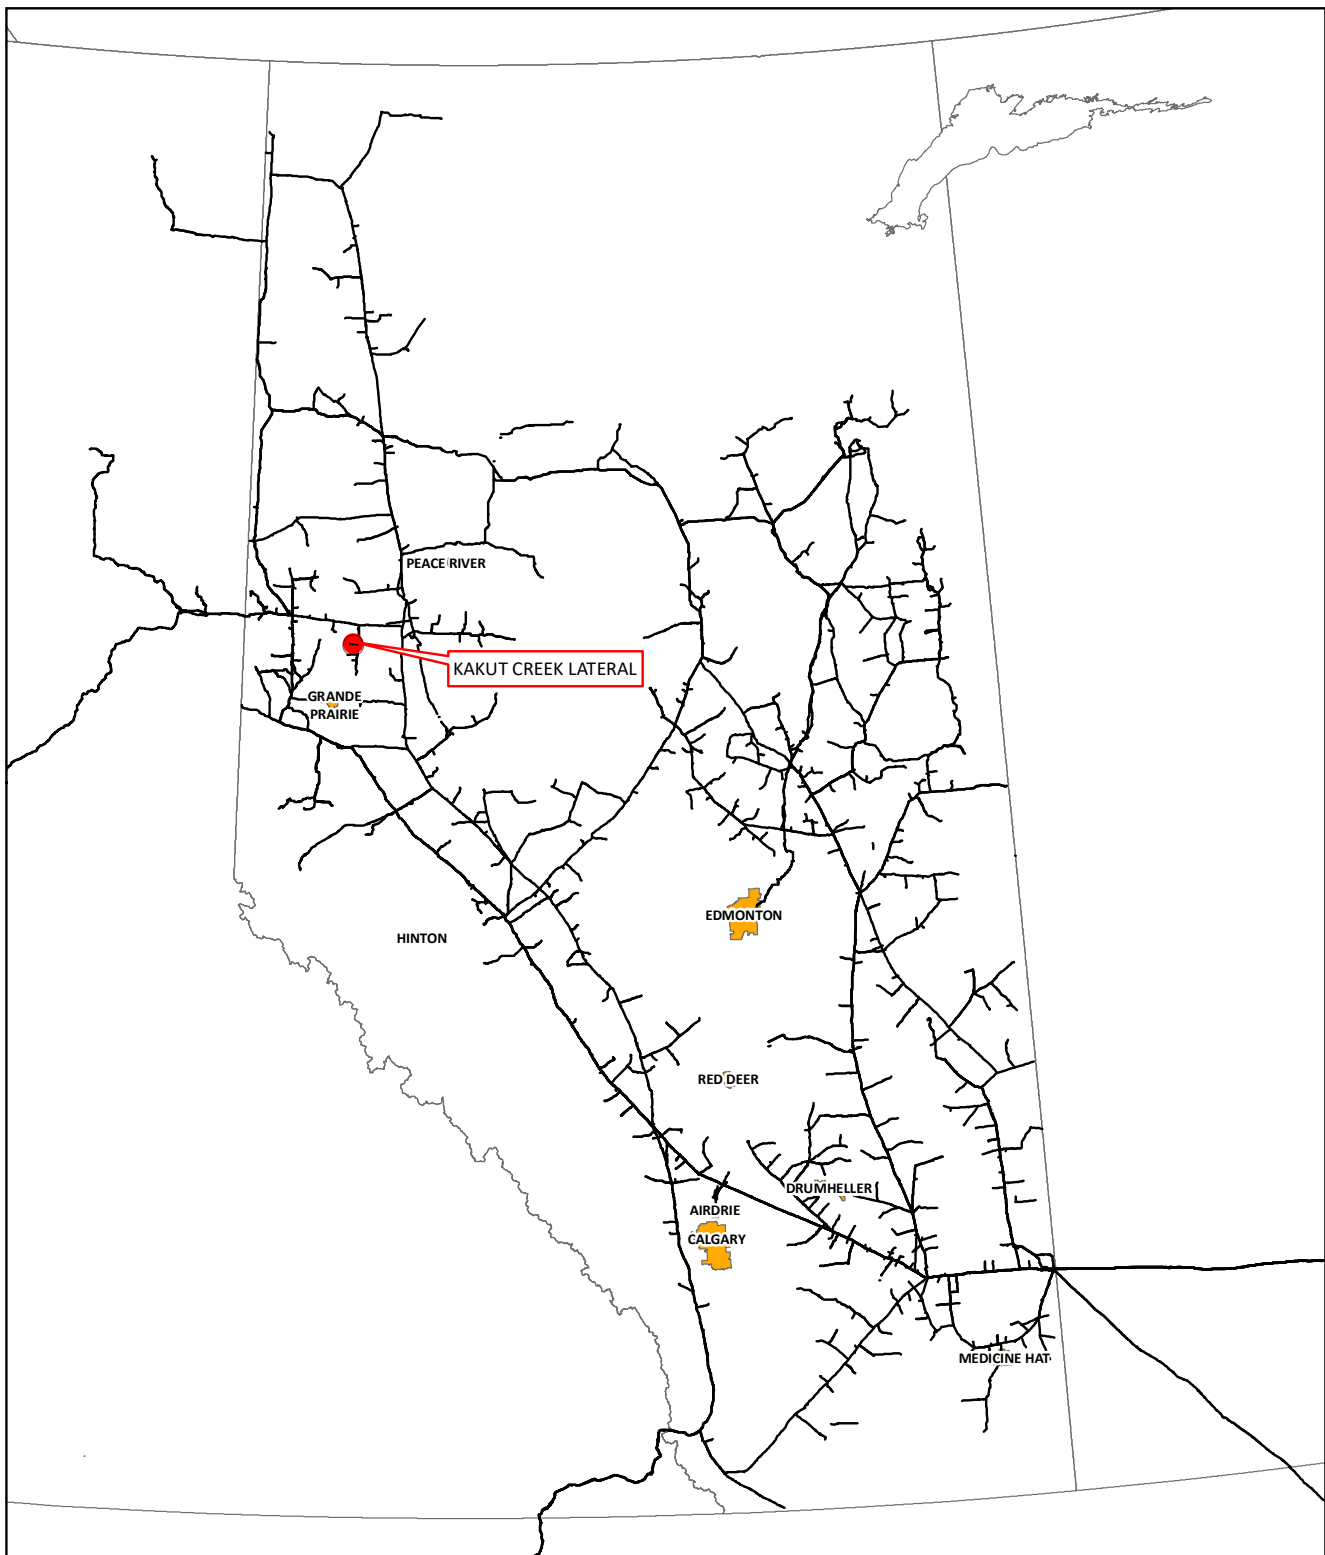 PEACE RIVER
KAKUT CREEK LATERAL
GRANDE
PRAIRIE
EDMONTON
HINTON
RED DEER
DRUMHELLER
AIRDRIE
CALGARY
MEDICINE HAT